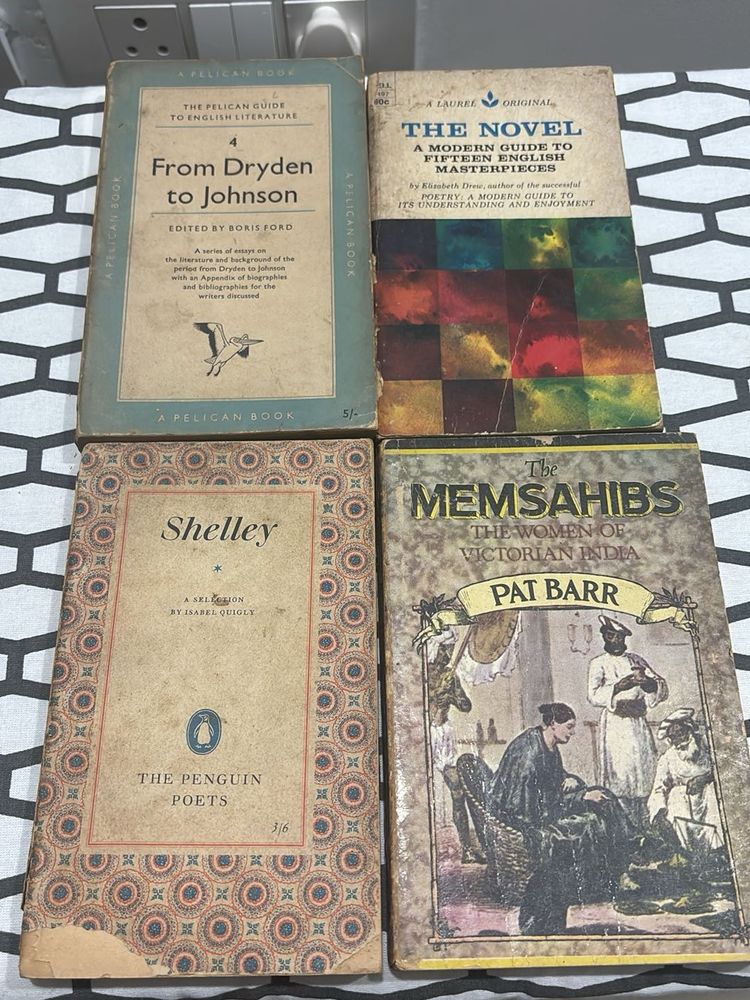 A PELICAN BOOK
THE PELICAN GUIDE
TO ENGLISH LITERATURE
4
From Dryden
to Johnson
EDITED BY BORIS FORD
A series of essays on
the literature and background of the
period from Dryden to Johnson
with an Appendix of biographies
and bibliographies for the
writers discussed
A PELICAN BOOK
A PELICAN BOOK
A PELICAN BOOK
5/-
60c
A LAUREL ORIGINAL
THE NOVEL
A MODERN GUIDE TO
FIFTEEN ENGLISH
MASTERPIECES
by Elizabeth Drew, author of the successful
POETRY: A MODERN GUIDE TO
ITS UNDERSTANDING AND ENJOYMENT
Shelley
A SELECTION
BY ISABEL QUIGLY
THE PENGUIN
POETS
3/6
The
MEMSAHIBS
THE WOMEN OF
VICTORIAN INDIA
PAT BARR